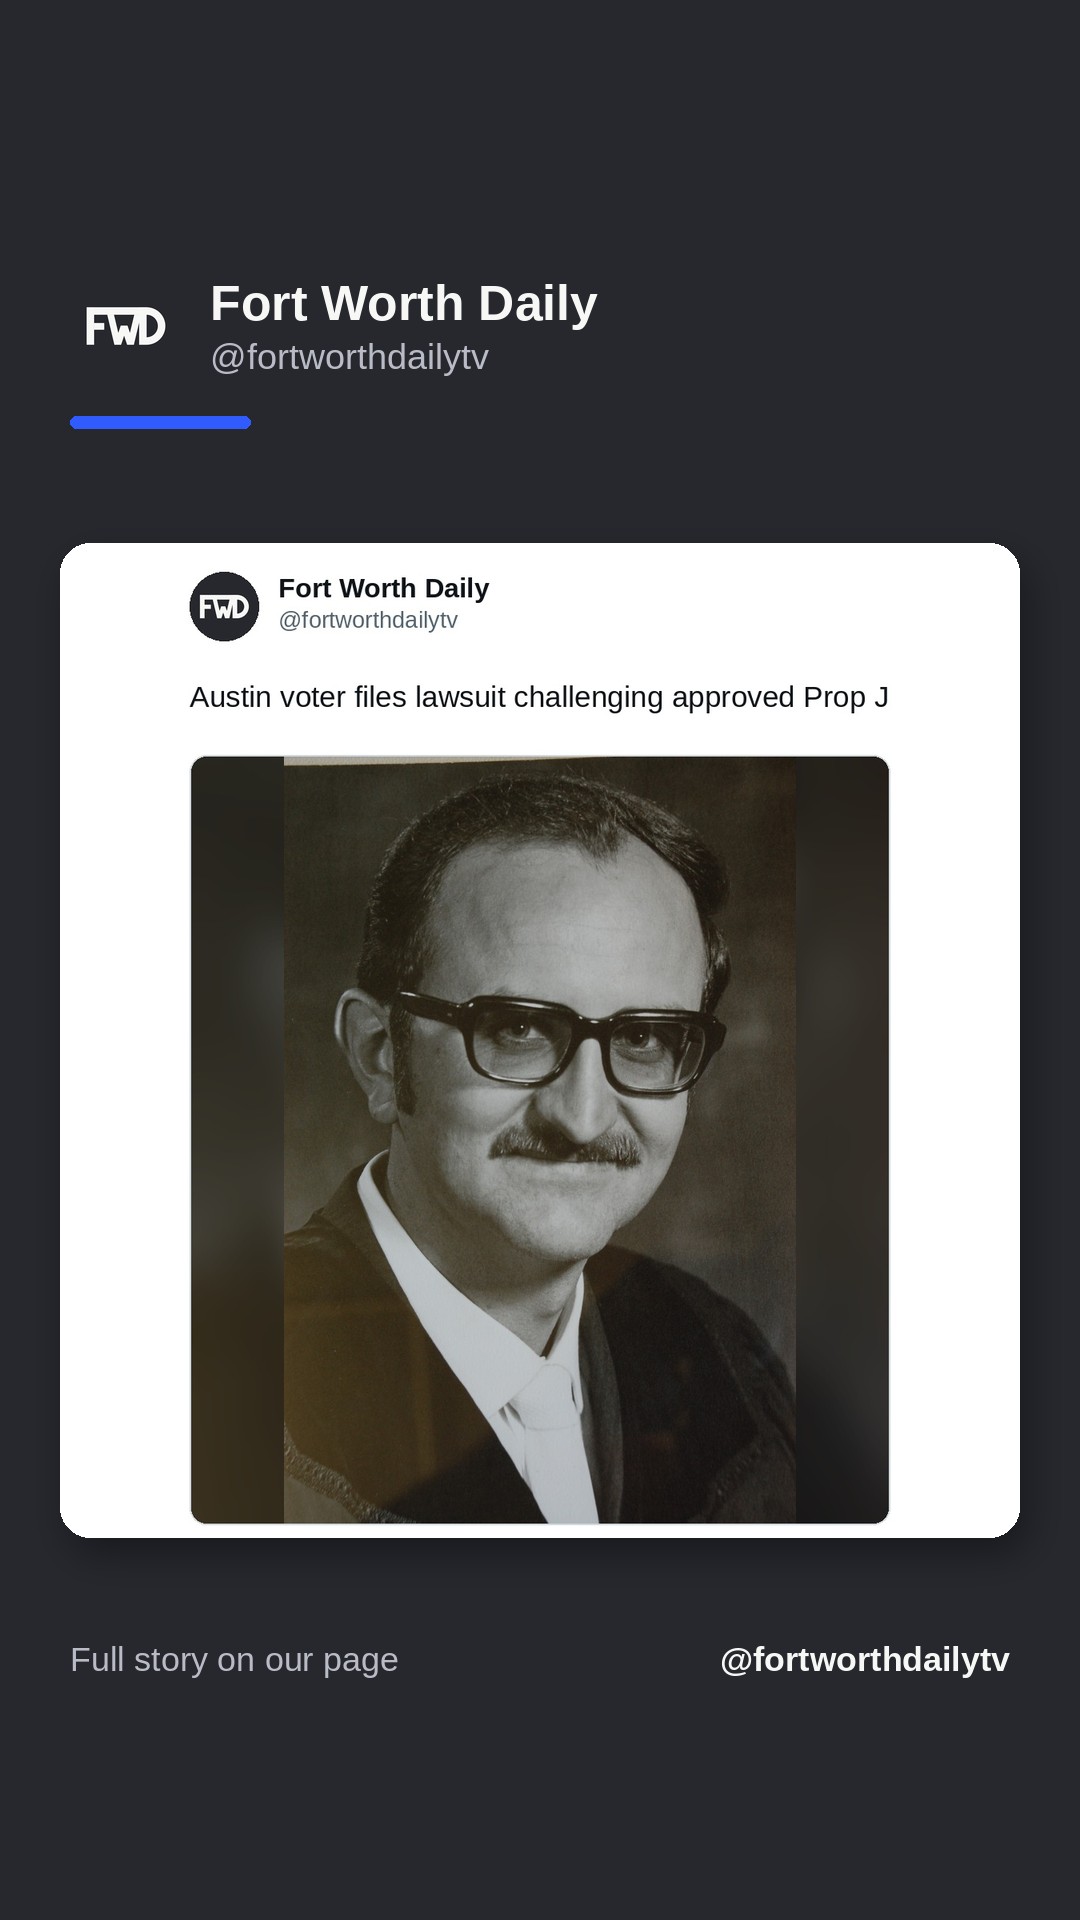 FWD
Fort Worth Daily
@fortworthdailytv
FWD
Fort Worth Daily
@fortworthdailytv
Austin voter files lawsuit challenging approved Prop J
Full story on our page
@fortworthdailytv